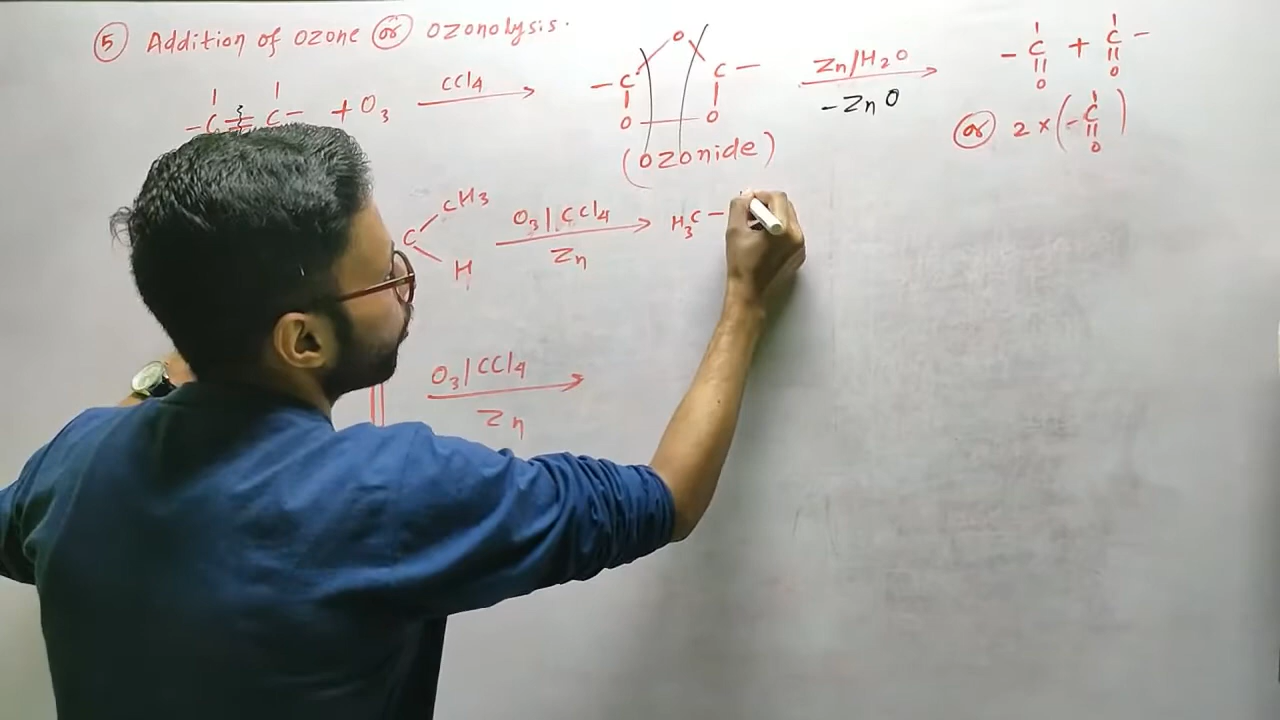 5 Addition of ozone or ozonolysis.
-C = C- + O3 CCl4 → -C O C- O O Zn/H2O → -ZnO -C=O + C=O -
(ozonide)
or 2 × (-C=O)
C CH3 H O3 | CCl4 → Zn H3C -
O3 | CCl4 → Zn